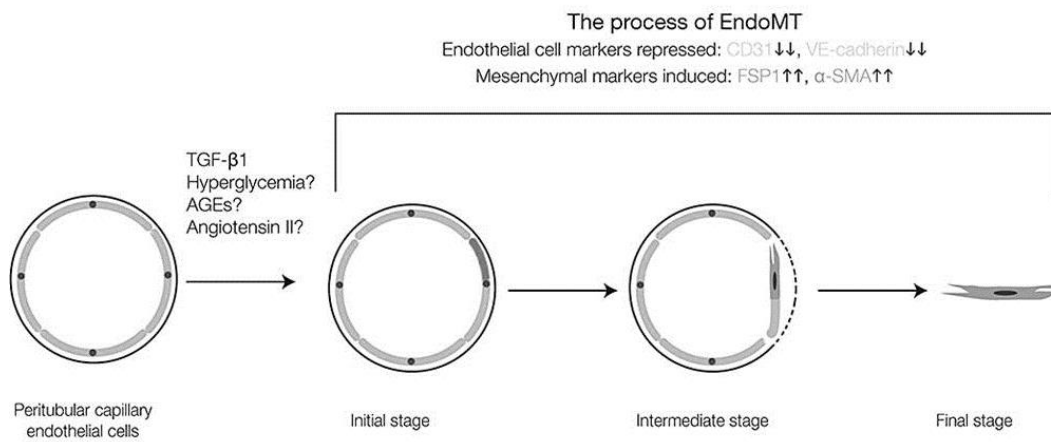 The process of EndoMT
Endothelial cell markers repressed: CD31↓↓, VE-cadherin↓↓
Mesenchymal markers induced: FSP1↑↑, α-SMA↑↑
TGF-β1
Hyperglycemia?
AGEs?
Angiotensin II?
Peritubular capillary
endothelial cells
Initial stage
Intermediate stage
Final stage